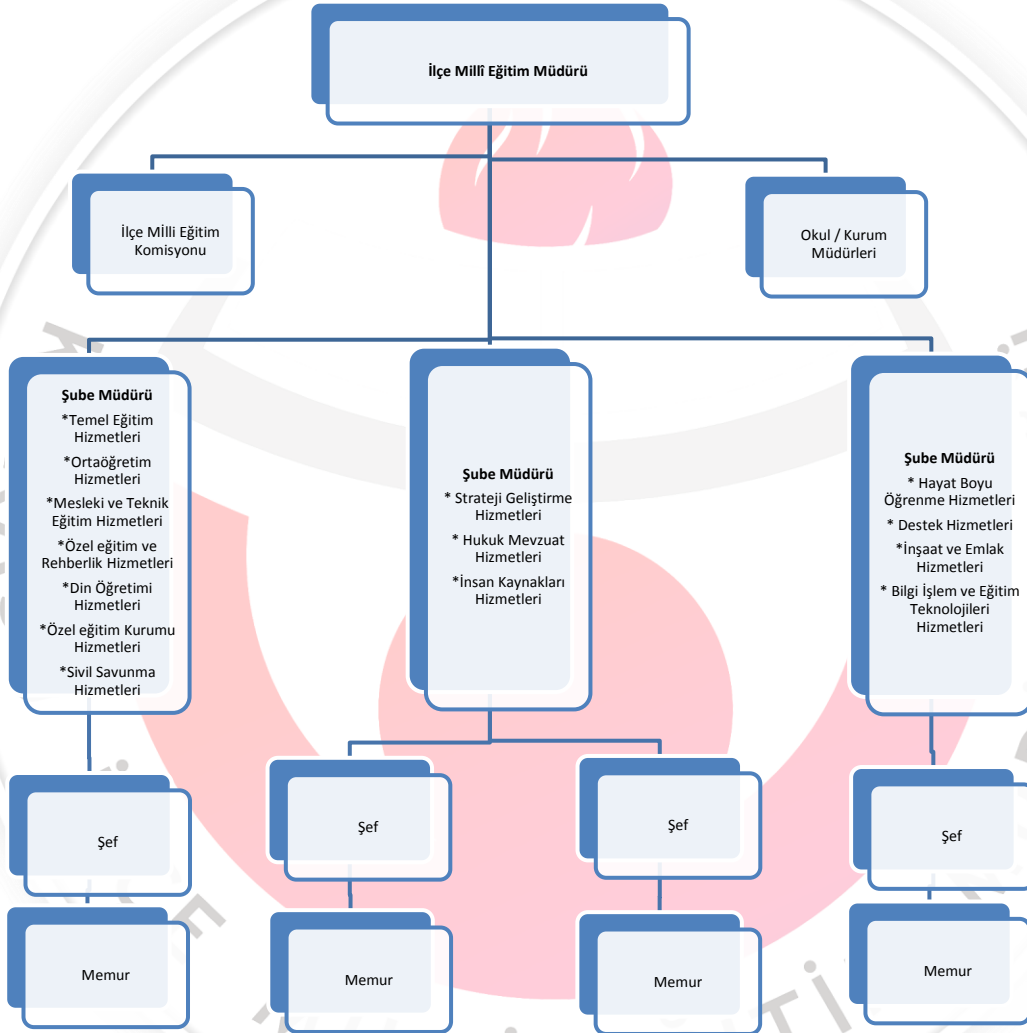 İlçe Millî Eğitim Müdürü
İlçe Mİlli Eğitim
Komisyonu
Okul / Kurum
Müdürleri
Şube Müdürü
*Temel Eğitim
Hizmetleri
*Ortaöğretim
Hizmetleri
*Mesleki ve Teknik
Eğitim Hizmetleri
*Özel eğitim ve
Rehberlik Hizmetleri
*Din Öğretimi
Hizmetleri
*Özel eğitim Kurumu
Hizmetleri
*Sivil Savunma
Hizmetleri
Şube Müdürü
* Strateji Geliştirme
Hizmetleri
* Hukuk Mevzuat
Hizmetleri
*İnsan Kaynakları
Hizmetleri
Şube Müdürü
* Hayat Boyu
Öğrenme Hizmetleri
* Destek Hizmetleri
*İnşaat ve Emlak
Hizmetleri
* Bilgi İşlem ve Eğitim
Teknolojileri
Hizmetleri
Şef
Şef
Şef
Şef
Memur
Memur
Memur
Memur